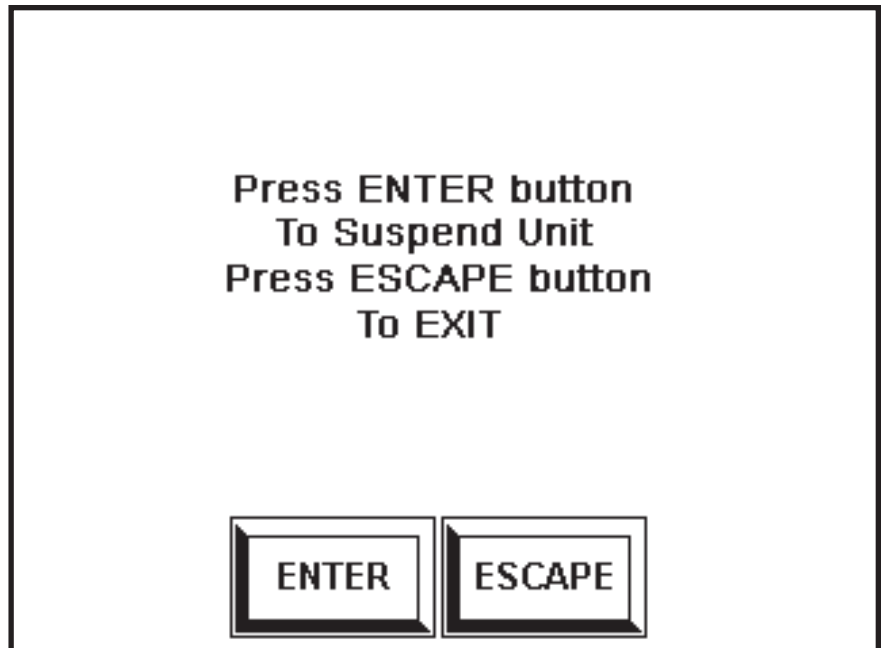 Press ENTER button
To Suspend Unit
Press ESCAPE button
To EXIT
ENTER ESCAPE